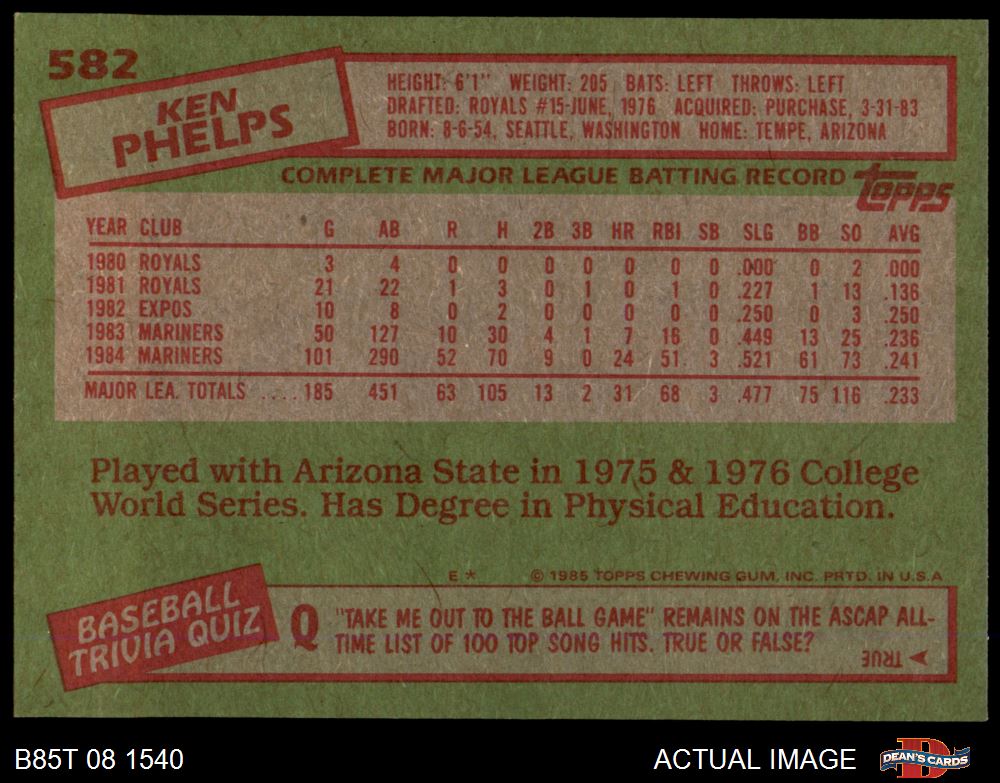 582
KEN
PHELPS
HEIGHT: 6'1" WEIGHT: 205 BATS: LEFT THROWS: LEFT
DRAFTED: ROYALS #15-JUNE, 1976 ACQUIRED: PURCHASE, 3-31-83
BORN: 8-6-54, SEATTLE, WASHINGTON HOME: TEMPE, ARIZONA
COMPLETE MAJOR LEAGUE BATTING RECORD topps
YEAR CLUB G AB R H 2B 3B HR RBI SB SLG BB SO AVG
1980 ROYALS 3 4 0 0 0 0 0 0 0 .000 0 2 .000
1981 ROYALS 21 22 1 3 0 1 0 1 0 .227 1 13 .136
1982 EXPOS 10 8 0 2 0 0 0 0 0 .250 0 3 .250
1983 MARINERS 50 127 10 30 4 1 7 16 0 .449 13 25 .236
1984 MARINERS 101 290 52 70 9 0 24 51 3 .521 61 73 .241
MAJOR LEA. TOTALS .... 185 451 63 105 13 2 31 68 3 .477 75 116 .233
Played with Arizona State in 1975 & 1976 College
World Series. Has Degree in Physical Education.
E * © 1985 TOPPS CHEWING GUM, INC. PRTD. IN U.S.A
BASEBALL
TRIVIA QUIZ
Q "TAKE ME OUT TO THE BALL GAME" REMAINS ON THE ASCAP ALL-
TIME LIST OF 100 TOP SONG HITS. TRUE OR FALSE?
TRUE
B85T 08 1540 ACTUAL IMAGE DEAN'S CARDS